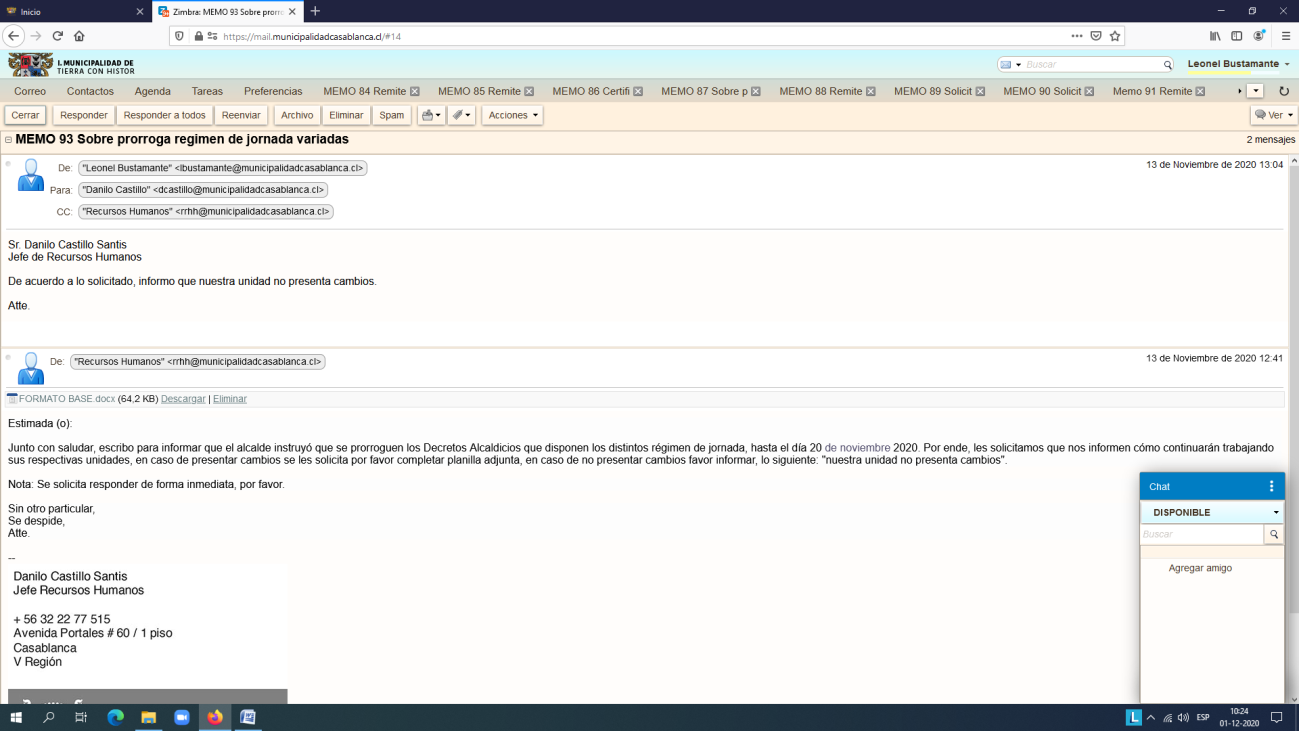 Inicio
Zimbra: MEMO 93 Sobre prorro
https://mail.municipalidadcasablanca.cl/#14
I. MUNICIPALIDAD DE
TIERRA CON HISTOR
Buscar
Leonel Bustamante
Correo Contactos Agenda Tareas Preferencias MEMO 84 Remite MEMO 85 Remite MEMO 86 Certifi MEMO 87 Sobre p MEMO 88 Remite MEMO 89 Solicit MEMO 90 Solicit Memo 91 Remite
Cerrar Responder Responder a todos Reenviar Archivo Eliminar Spam Acciones Ver
MEMO 93 Sobre prorroga regimen de jornada variadas 2 mensajes
De: "Leonel Bustamante" <lbustamante@municipalidadcasablanca.cl> 13 de Noviembre de 2020 13:04
Para: "Danilo Castillo" <dcastillo@municipalidadcasablanca.cl>
CC: "Recursos Humanos" <rrhh@municipalidadcasablanca.cl>
Sr. Danilo Castillo Santis
Jefe de Recursos Humanos
De acuerdo a lo solicitado, informo que nuestra unidad no presenta cambios.
Atte.
De: "Recursos Humanos" <rrhh@municipalidadcasablanca.cl> 13 de Noviembre de 2020 12:41
FORMATO BASE.docx (64,2 KB) Descargar | Eliminar
Estimada (o):
Junto con saludar, escribo para informar que el alcalde instruyó que se prorroguen los Decretos Alcaldicios que disponen los distintos régimen de jornada, hasta el día 20 de noviembre 2020. Por ende, les solicitamos que nos informen cómo continuarán trabajando
sus respectivas unidades, en caso de presentar cambios se les solicita por favor completar planilla adjunta, en caso de no presentar cambios favor informar, lo siguiente: "nuestra unidad no presenta cambios".
Nota: Se solicita responder de forma inmediata, por favor.
Sin otro particular,
Se despide,
Atte.
--
Danilo Castillo Santis
Jefe Recursos Humanos
+ 56 32 22 77 515
Avenida Portales # 60 / 1 piso
Casablanca
V Región
Chat
DISPONIBLE
Buscar
Agregar amigo
L
ESP
10:24
01-12-2020